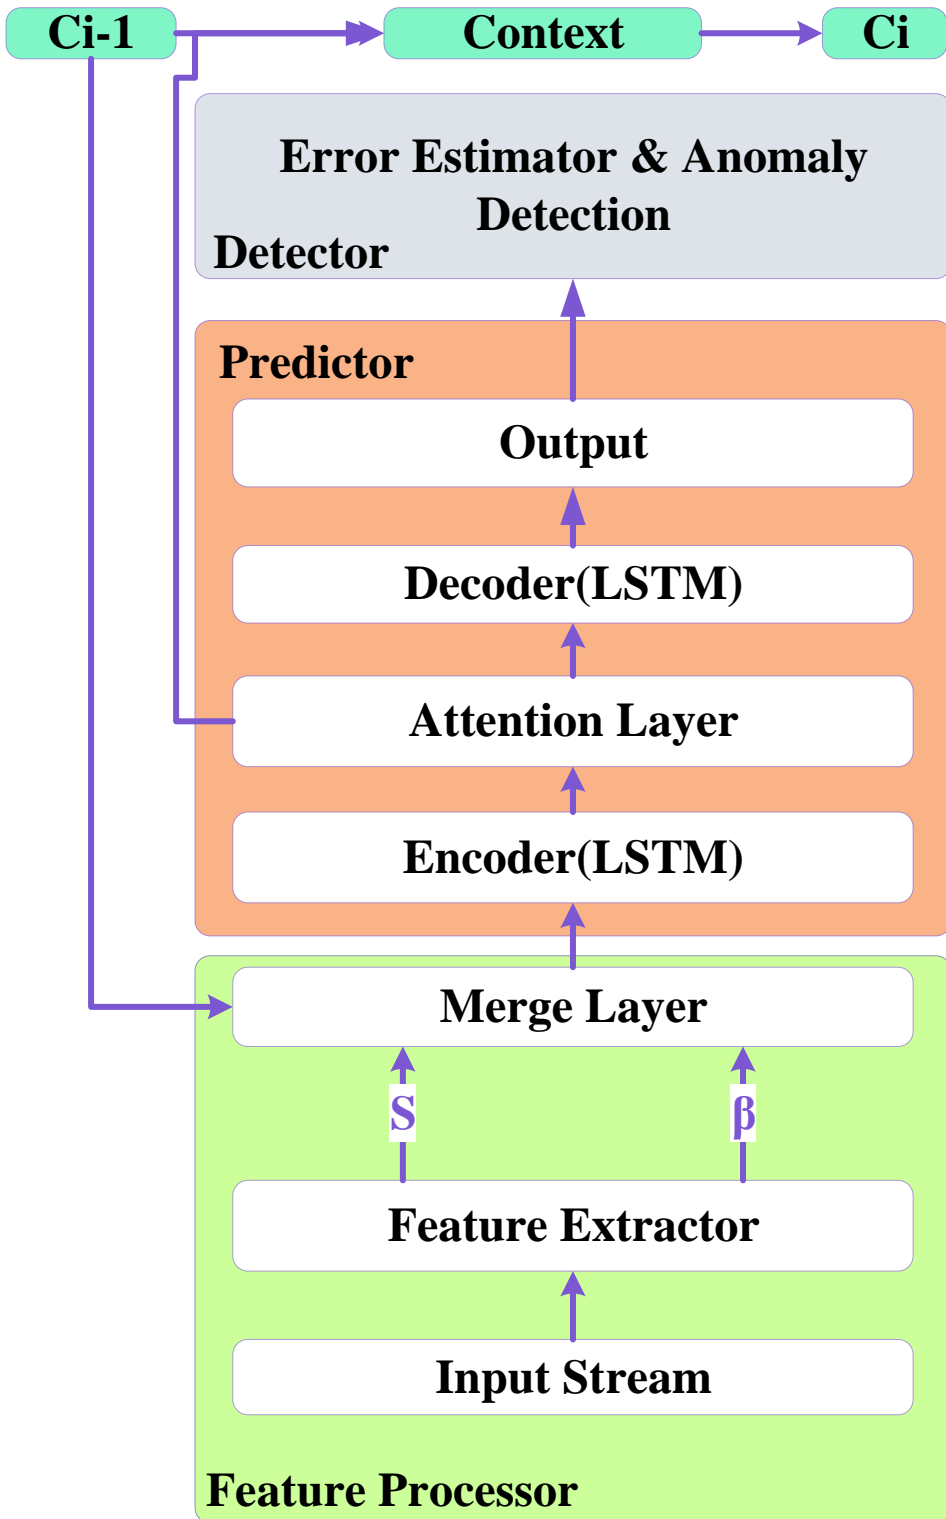 Ci-1
Context
Ci
Error Estimator & Anomaly
Detection
Detector
Predictor
Output
Decoder(LSTM)
Attention Layer
Encoder(LSTM)
Merge Layer
S
β
Feature Extractor
Input Stream
Feature Processor